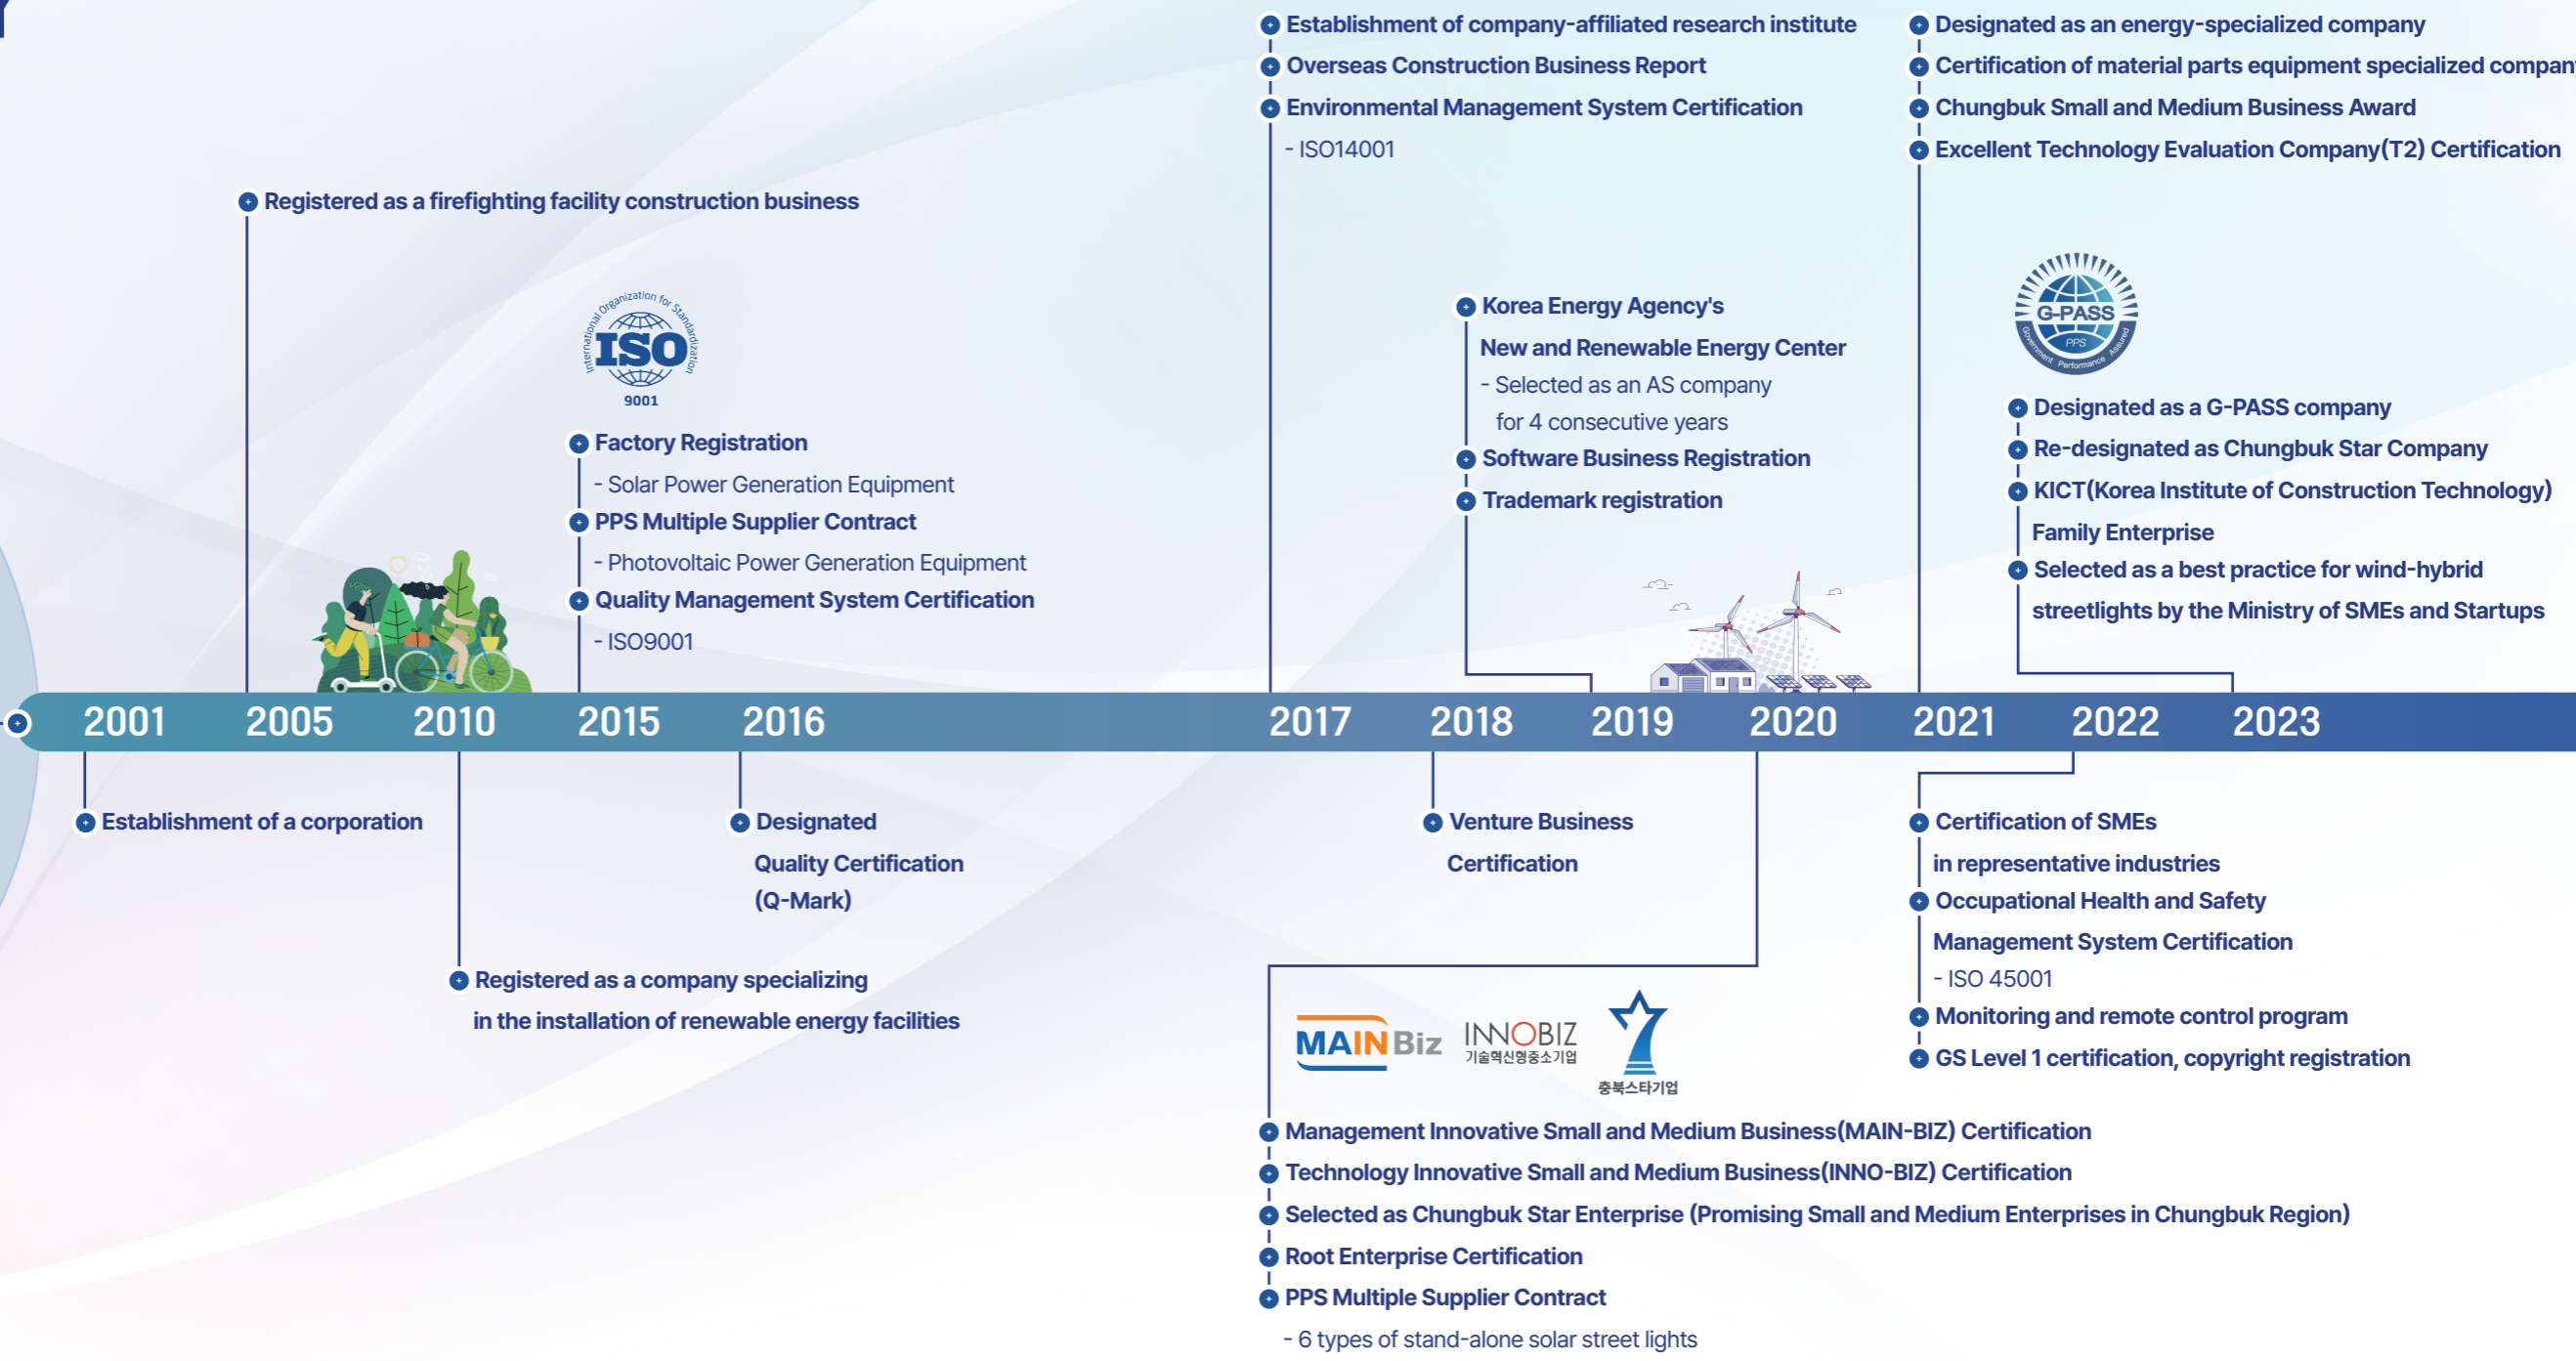 Establishment of company-affiliated research institute
Overseas Construction Business Report
Environmental Management System Certification
- ISO14001
Designated as an energy-specialized company
Certification of material parts equipment specialized
Chungbuk Small and Medium Business Award
Excellent Technology Evaluation Company(T2) Certification
Registered as a firefighting facility construction business
International Organization for Standardization
ISO
9001
Factory Registration
- Solar Power Generation Equipment
PPS Multiple Supplier Contract
- Photovoltaic Power Generation Equipment
Quality Management System Certification
- ISO9001
Korea Energy Agency's
New and Renewable Energy Center
- Selected as an AS company
for 4 consecutive years
Software Business Registration
Trademark registration
G-PASS
PPS
Government Performance Assured
Designated as a G-PASS company
Re-designated as Chungbuk Star Company
KICT(Korea Institute of Construction Technology)
Family Enterprise
Selected as a best practice for wind-hybrid
streetlights by the Ministry of SMEs and Startups
2001 2005 2010 2015 2016 2017 2018 2019 2020 2021 2022 2023
Establishment of a corporation
Registered as a company specializing
in the installation of renewable energy facilities
Designated
Quality Certification
(Q-Mark)
Venture Business
Certification
MAIN Biz
INNOBIZ
기술혁신형중소기업
충북스타기업
Management Innovative Small and Medium Business(MAIN-BIZ) Certification
Technology Innovative Small and Medium Business(INNO-BIZ) Certification
Selected as Chungbuk Star Enterprise (Promising Small and Medium Enterprises in Chungbuk Region)
Root Enterprise Certification
PPS Multiple Supplier Contract
- 6 types of stand-alone solar street lights
Certification of SMEs
in representative industries
Occupational Health and Safety
Management System Certification
- ISO 45001
Monitoring and remote control program
GS Level 1 certification, copyright registration